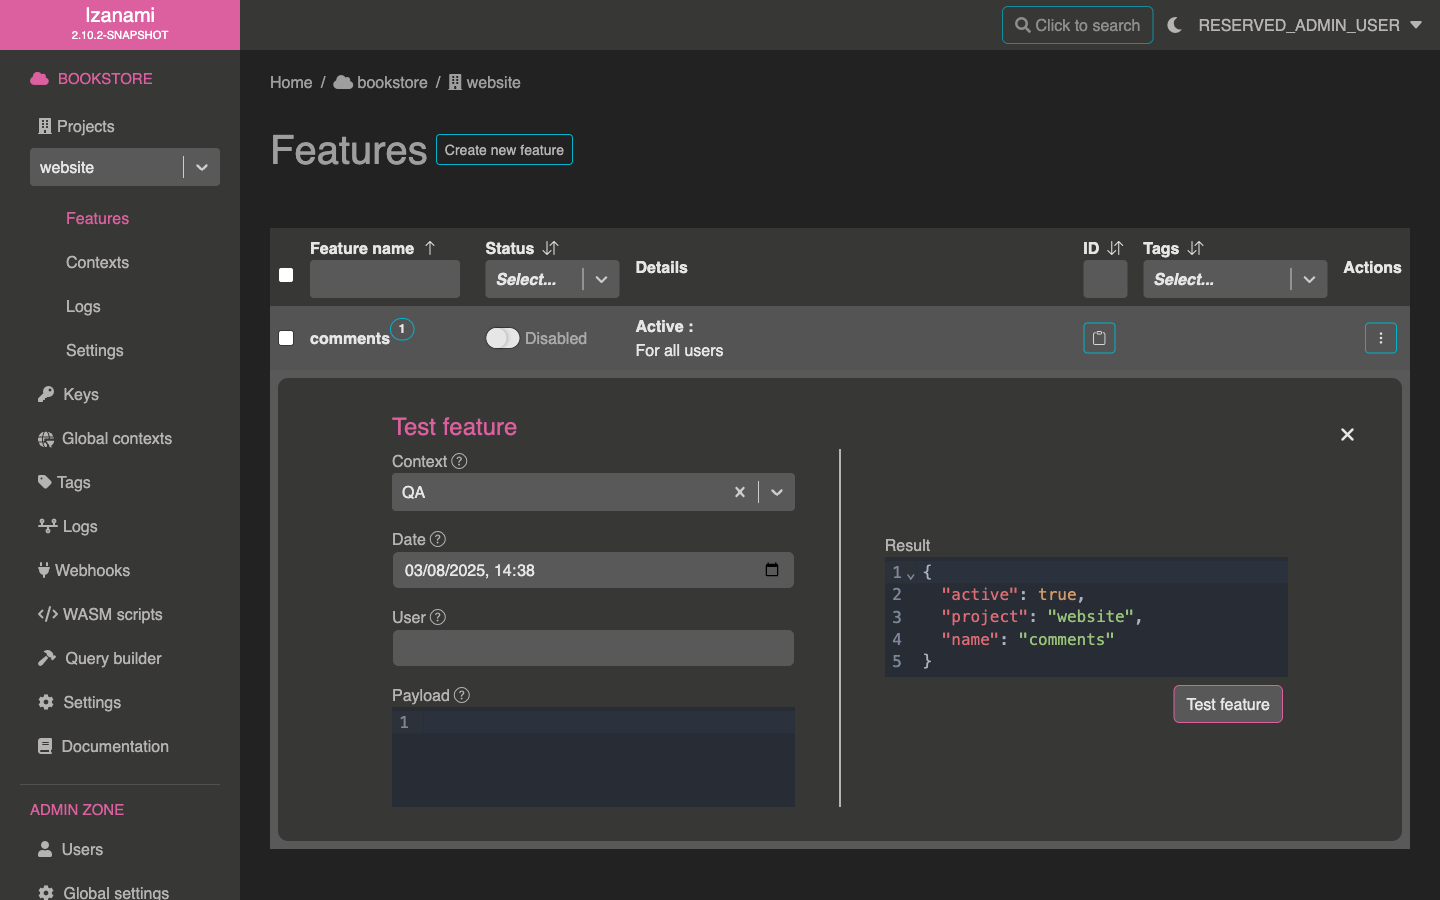 Izanami
2.10.2-SNAPSHOT
Click to search
RESERVED_ADMIN_USER
BOOKSTORE
Projects
website
Features
Contexts
Logs
Settings
Keys
Global contexts
Tags
Logs
Webhooks
WASM scripts
Query builder
Settings
Documentation
ADMIN ZONE
Users
Global settings
Home / bookstore / website
Features
Create new feature
Feature name
Status
Select...
Details
ID
Tags
Select...
Actions
comments 1
Disabled
Active :
For all users
Test feature
Context
QA
Date
03/08/2025, 14:38
User
Payload
1
Result
1 {
2 "active": true,
3 "project": "website",
4 "name": "comments"
5 }
Test feature